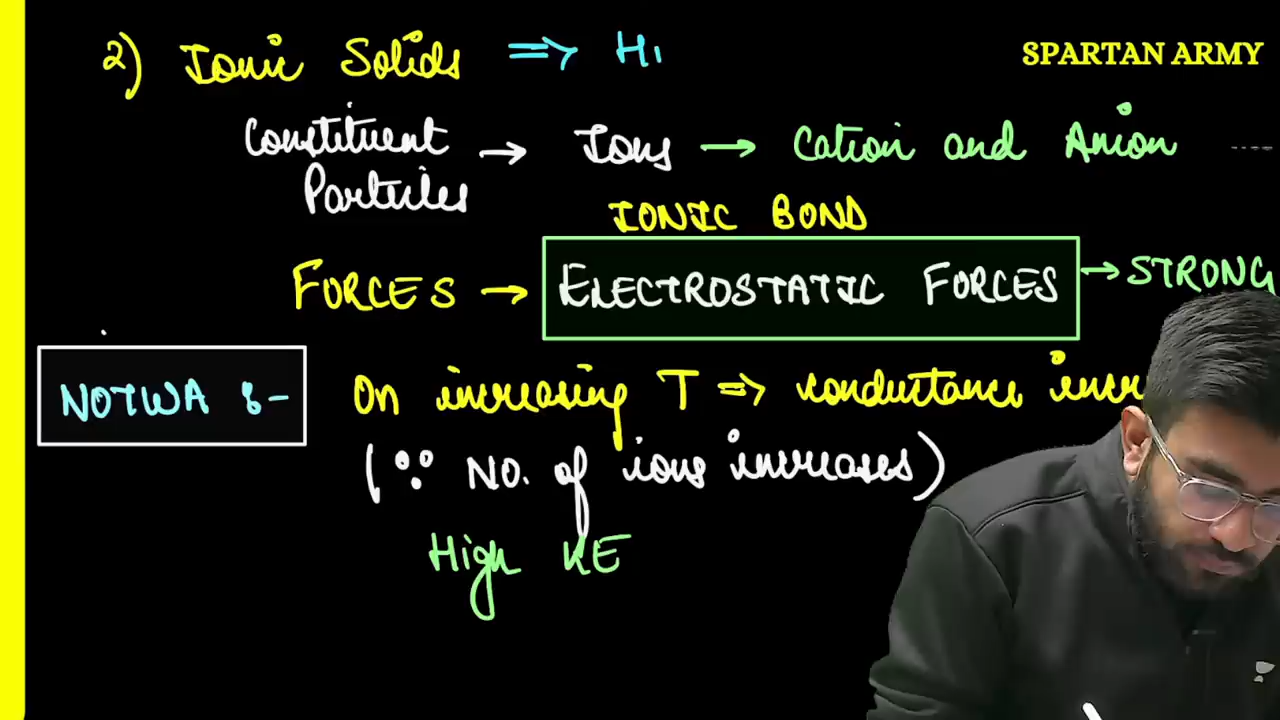 2) Ionic Solids => Hi
SPARTAN ARMY
Constituent Particles → Ions → Cation and Anion
IONIC BOND
FORCES → ELECTROSTATIC FORCES → STRONG
NOTWA :- On increasing T => conductance incr
(∵ NO. of ions increases)
High KE